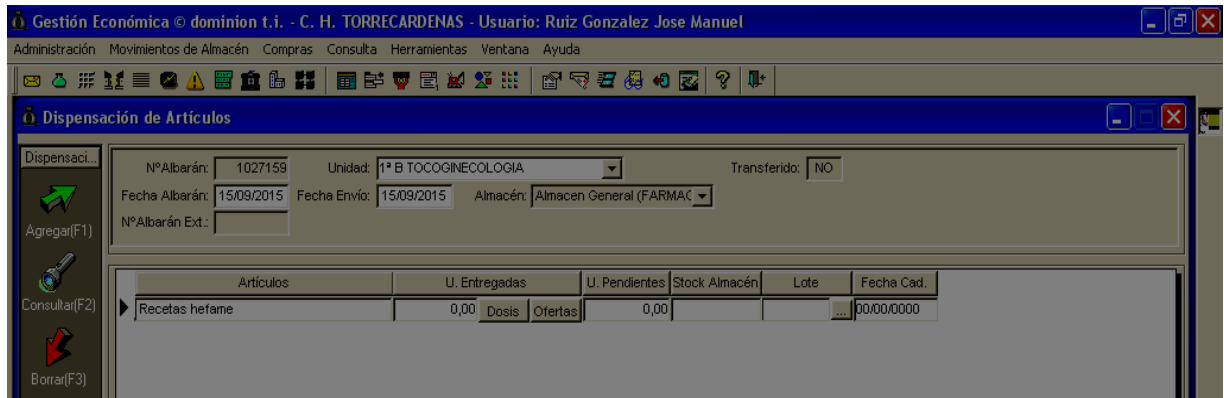 Gestión Económica © dominion t.i. - C. H. TORRECARDENAS - Usuario: Ruiz Gonzalez Jose Manuel
Administración Movimientos de Almacén Compras Consulta Herramientas Ventana Ayuda
Dispensación de Artículos
Dispensaci...
NºAlbarán: 1027159 Unidad: 1ª B TOCOGINECOLOGIA Transferido: NO
Fecha Albarán: 15/09/2015 Fecha Envío: 15/09/2015 Almacén: Almacen General (FARMAC
NºAlbarán Ext.:
Agregar(F1)
Artículos U. Entregadas U. Pendientes Stock Almacén Lote Fecha Cad.
Recetas hefame 0,00 Dosis Ofertas 0,00 ... 00/00/0000
Consultar(F2)
Borrar(F3)